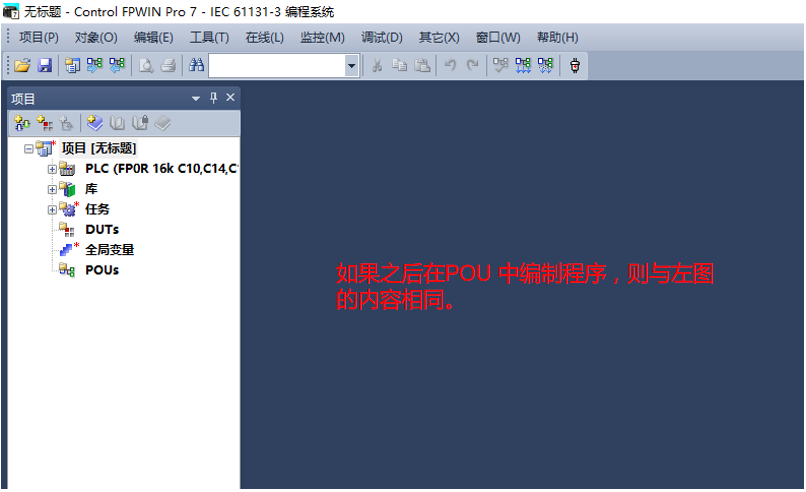 无标题 - Control FPWIN Pro 7 - IEC 61131-3 编程系统
项目(P) 对象(O) 编辑(E) 工具(T) 在线(L) 监控(M) 调试(D) 其它(X) 窗口(W) 帮助(H)
项目
项目 [无标题]
PLC (FP0R 16k C10,C14,C
库
任务
DUTs
全局变量
POUs
如果之后在POU 中编制程序，则与左图
的内容相同。